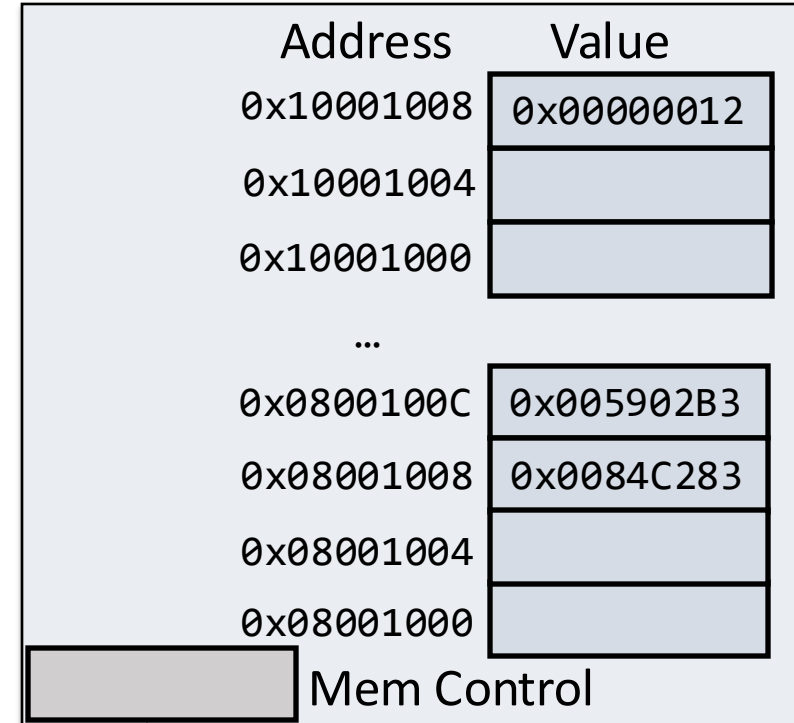 Address Value
0x10001008 0x00000012
0x10001004
0x10001000
...
0x0800100C 0x005902B3
0x08001008 0x0084C283
0x08001004
0x08001000
Mem Control